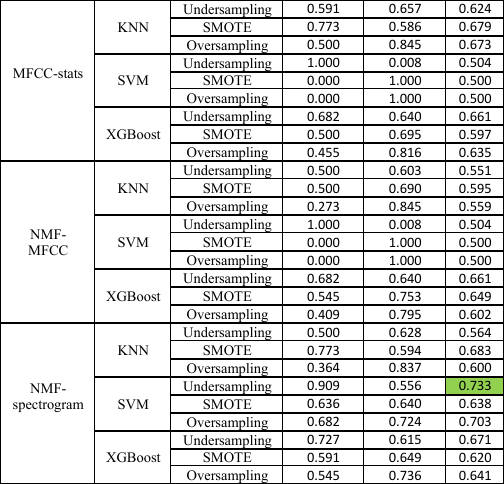 MFCC-stats KNN Undersampling 0.591 0.657 0.624
SMOTE 0.773 0.586 0.679
Oversampling 0.500 0.845 0.673
SVM Undersampling 1.000 0.008 0.504
SMOTE 0.000 1.000 0.500
Oversampling 0.000 1.000 0.500
XGBoost Undersampling 0.682 0.640 0.661
SMOTE 0.500 0.695 0.597
Oversampling 0.455 0.816 0.635
NMF-
MFCC KNN Undersampling 0.500 0.603 0.551
SMOTE 0.500 0.690 0.595
Oversampling 0.273 0.845 0.559
SVM Undersampling 1.000 0.008 0.504
SMOTE 0.000 1.000 0.500
Oversampling 0.000 1.000 0.500
XGBoost Undersampling 0.682 0.640 0.661
SMOTE 0.545 0.753 0.649
Oversampling 0.409 0.795 0.602
NMF-
spectrogram KNN Undersampling 0.500 0.628 0.564
SMOTE 0.773 0.594 0.683
Oversampling 0.364 0.837 0.600
SVM Undersampling 0.909 0.556 0.733
SMOTE 0.636 0.640 0.638
Oversampling 0.682 0.724 0.703
XGBoost Undersampling 0.727 0.615 0.671
SMOTE 0.591 0.649 0.620
Oversampling 0.545 0.736 0.641